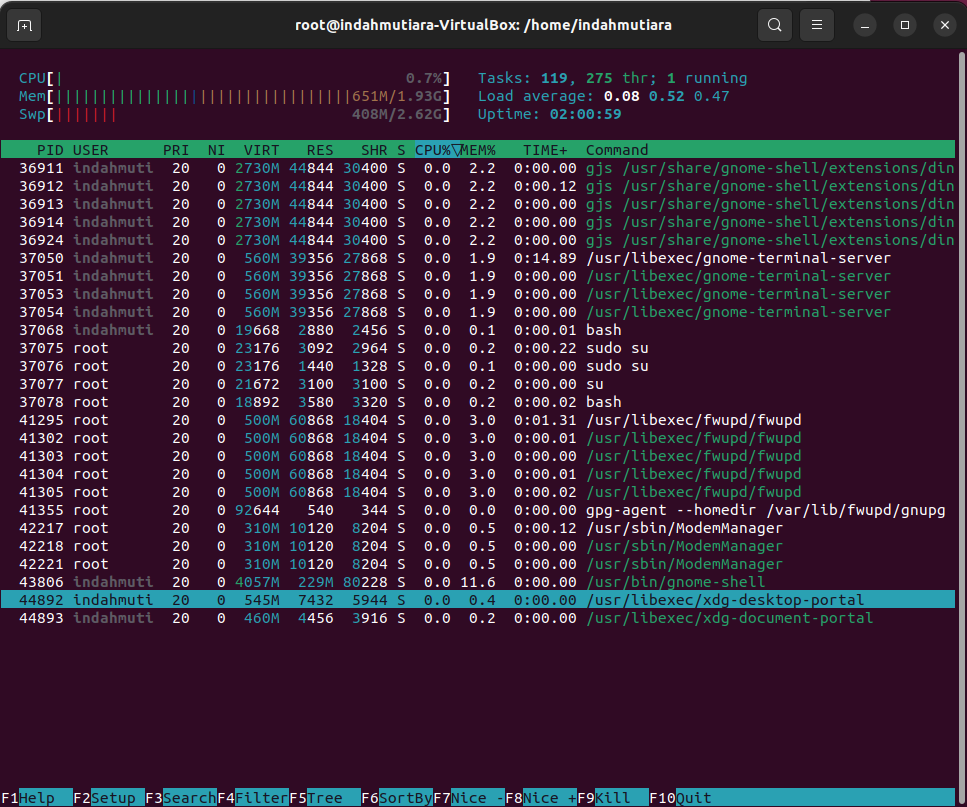 root@indahmutiara-VirtualBox: /home/indahmutiara
CPU[| 0.7%] Tasks: 119, 275 thr; 1 running
Mem[|||||||||||||||||||||||||||||||||651M/1.93G] Load average: 0.08 0.52 0.47
Swp[||||||| 408M/2.62G] Uptime: 02:00:59
PID USER PRI NI VIRT RES SHR S CPU%▽MEM% TIME+ Command
36911 indahmuti 20 0 2730M 44844 30400 S 0.0 2.2 0:00.00 gjs /usr/share/gnome-shell/extensions/din
36912 indahmuti 20 0 2730M 44844 30400 S 0.0 2.2 0:00.12 gjs /usr/share/gnome-shell/extensions/din
36913 indahmuti 20 0 2730M 44844 30400 S 0.0 2.2 0:00.00 gjs /usr/share/gnome-shell/extensions/din
36914 indahmuti 20 0 2730M 44844 30400 S 0.0 2.2 0:00.00 gjs /usr/share/gnome-shell/extensions/din
36924 indahmuti 20 0 2730M 44844 30400 S 0.0 2.2 0:00.00 gjs /usr/share/gnome-shell/extensions/din
37050 indahmuti 20 0 560M 39356 27868 S 0.0 1.9 0:14.89 /usr/libexec/gnome-terminal-server
37051 indahmuti 20 0 560M 39356 27868 S 0.0 1.9 0:00.00 /usr/libexec/gnome-terminal-server
37053 indahmuti 20 0 560M 39356 27868 S 0.0 1.9 0:00.00 /usr/libexec/gnome-terminal-server
37054 indahmuti 20 0 560M 39356 27868 S 0.0 1.9 0:00.00 /usr/libexec/gnome-terminal-server
37068 indahmuti 20 0 19668 2880 2456 S 0.0 0.1 0:00.01 bash
37075 root 20 0 23176 3092 2964 S 0.0 0.2 0:00.22 sudo su
37076 root 20 0 23176 1440 1328 S 0.0 0.1 0:00.00 sudo su
37077 root 20 0 21672 3100 3100 S 0.0 0.2 0:00.00 su
37078 root 20 0 18892 3580 3320 S 0.0 0.2 0:00.02 bash
41295 root 20 0 500M 60868 18404 S 0.0 3.0 0:01.31 /usr/libexec/fwupd/fwupd
41302 root 20 0 500M 60868 18404 S 0.0 3.0 0:00.01 /usr/libexec/fwupd/fwupd
41303 root 20 0 500M 60868 18404 S 0.0 3.0 0:00.00 /usr/libexec/fwupd/fwupd
41304 root 20 0 500M 60868 18404 S 0.0 3.0 0:00.01 /usr/libexec/fwupd/fwupd
41305 root 20 0 500M 60868 18404 S 0.0 3.0 0:00.02 /usr/libexec/fwupd/fwupd
41355 root 20 0 92644 540 344 S 0.0 0.0 0:00.00 gpg-agent --homedir /var/lib/fwupd/gnupg
42217 root 20 0 310M 10120 8204 S 0.0 0.5 0:00.12 /usr/sbin/ModemManager
42218 root 20 0 310M 10120 8204 S 0.0 0.5 0:00.00 /usr/sbin/ModemManager
42221 root 20 0 310M 10120 8204 S 0.0 0.5 0:00.00 /usr/sbin/ModemManager
43806 indahmuti 20 0 4057M 229M 80228 S 0.0 11.6 0:00.00 /usr/bin/gnome-shell
44892 indahmuti 20 0 545M 7432 5944 S 0.0 0.4 0:00.00 /usr/libexec/xdg-desktop-portal
44893 indahmuti 20 0 460M 4456 3916 S 0.0 0.2 0:00.00 /usr/libexec/xdg-document-portal
F1Help F2Setup F3SearchF4FilterF5Tree F6SortByF7Nice -F8Nice +F9Kill F10Quit